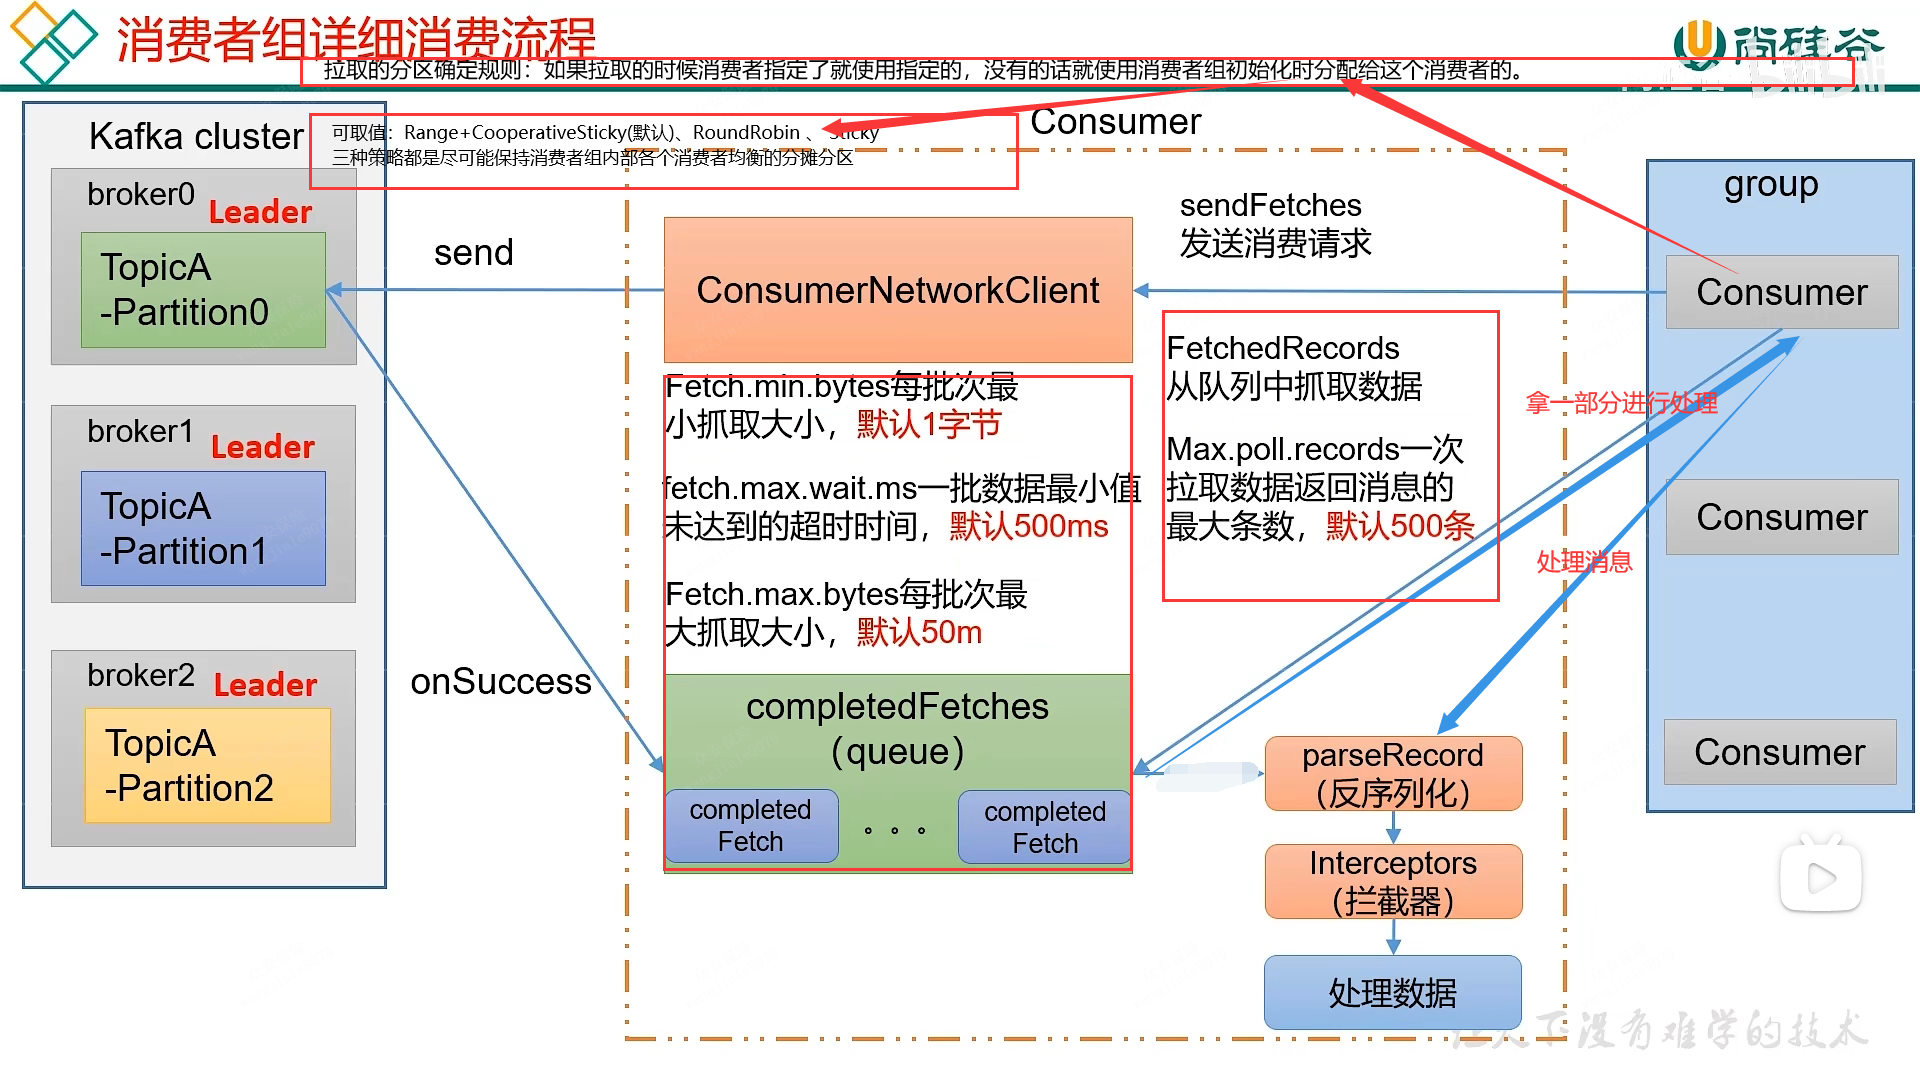 消费者组详细消费流程
尚硅谷
拉取的分区确定规则：如果拉取的时候消费者指定了就使用指定的，没有的话就使用消费者组初始化时分配给这个消费者的。
bilibili
Kafka cluster
可取值：Range+CooperativeSticky(默认)、RoundRobin 、 Sticky
三种策略都是尽可能保持消费者组内部各个消费者均衡的分摊分区
Consumer
broker0
Leader
TopicA
-Partition0
broker1
Leader
TopicA
-Partition1
broker2
Leader
TopicA
-Partition2
send
onSuccess
ConsumerNetworkClient
sendFetches
发送消费请求
Fetch.min.bytes每批次最
小抓取大小，默认1字节
fetch.max.wait.ms一批数据最小值
未达到的超时时间，默认500ms
Fetch.max.bytes每批次最
大抓取大小，默认50m
completedFetches
（queue）
completed
Fetch
。。。
completed
Fetch
FetchedRecords
从队列中抓取数据
Max.poll.records一次
拉取数据返回消息的
最大条数，默认500条
拿一部分进行处理
处理消息
parseRecord
（反序列化）
Interceptors
（拦截器）
处理数据
group
Consumer
Consumer
Consumer
让天下没有难学的技术